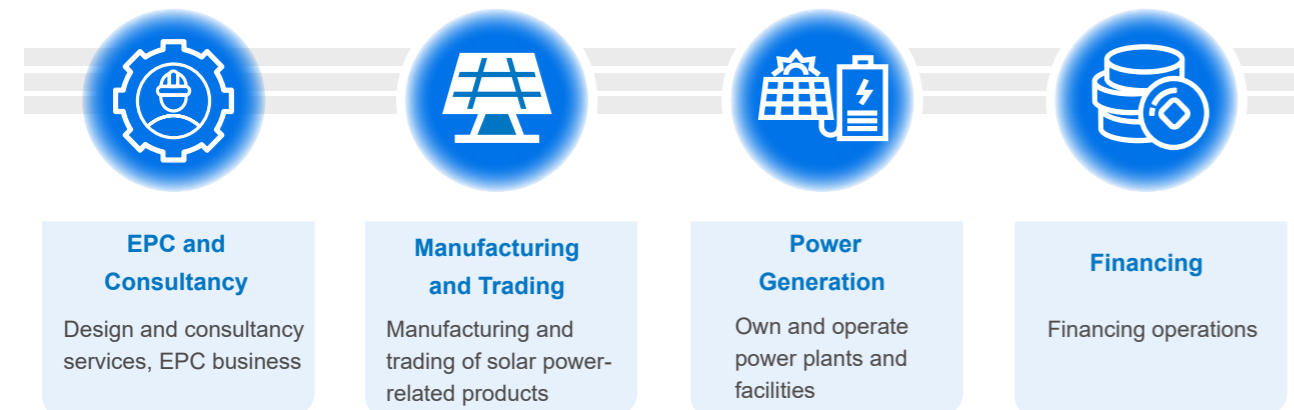 EPC and
Consultancy
Design and consultancy
services, EPC business
Manufacturing
and Trading
Manufacturing and
trading of solar power-
related products
Power
Generation
Own and operate
power plants and
facilities
Financing
Financing operations